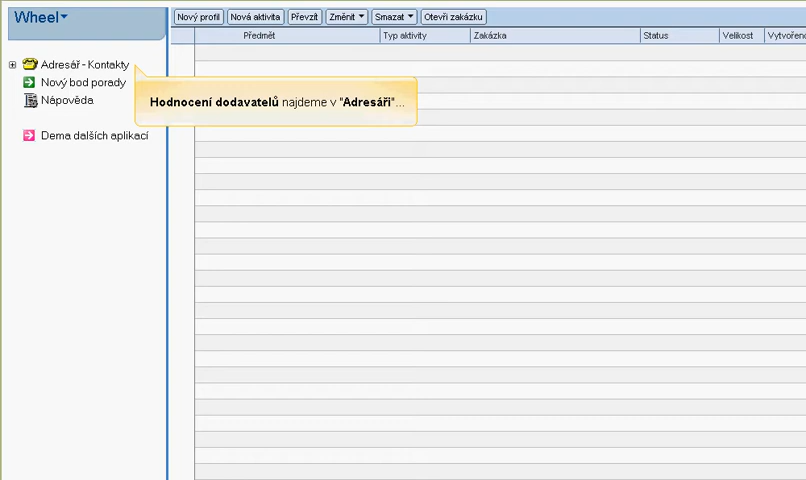 Wheel
Nový profil Nová aktivita Převzít Změnit Smazat Otevři zakázku
Předmět Typ aktivity Zakázka Status Velikost Vytvořeno
Adresář - Kontakty
Nový bod porady
Nápověda
Dema dalších aplikací
Hodnocení dodavatelů najdeme v "Adresáři"...